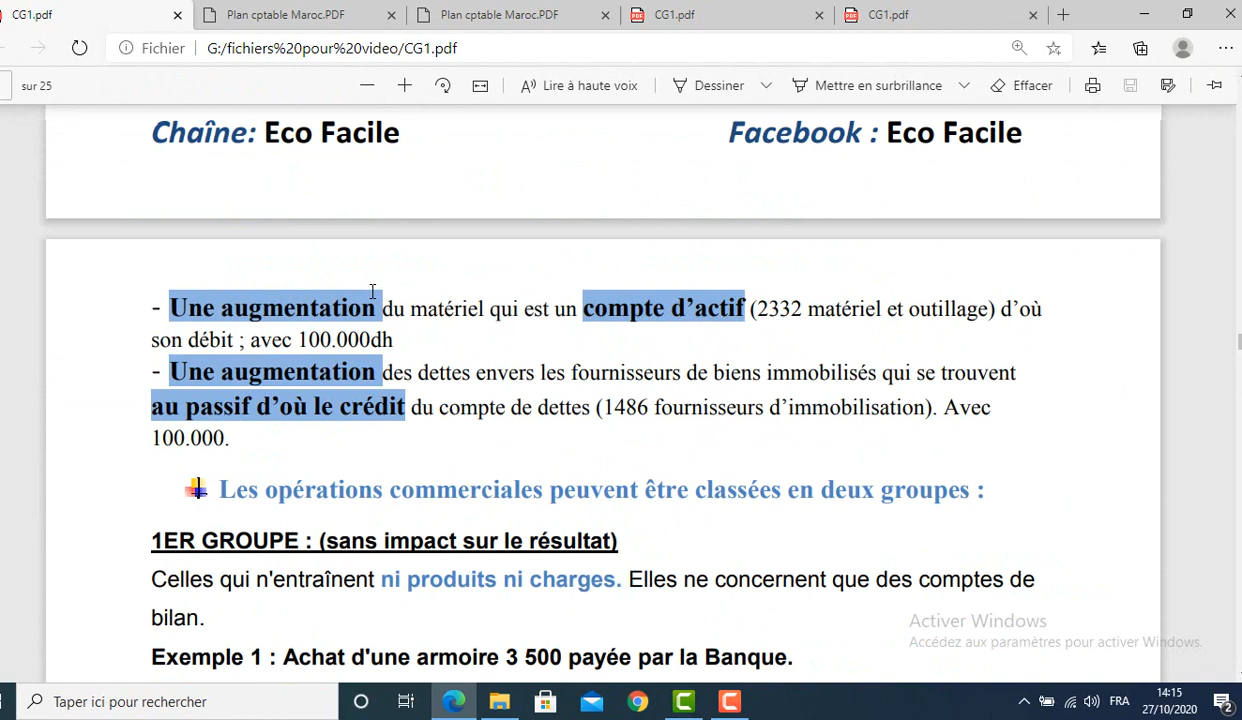 CG1.pdf
Plan cptable Maroc.PDF
Plan cptable Maroc.PDF
CG1.pdf
CG1.pdf
Fichier
G:/fichiers%20pour%20video/CG1.pdf
sur 25
Lire à haute voix
Dessiner
Mettre en surbrillance
Effacer
Chaîne: Eco Facile
Facebook : Eco Facile
- Une augmentation du matériel qui est un compte d’actif (2332 matériel et outillage) d’où
son débit ; avec 100.000dh
- Une augmentation des dettes envers les fournisseurs de biens immobilisés qui se trouvent
au passif d’où le crédit du compte de dettes (1486 fournisseurs d’immobilisation). Avec
100.000.
Les opérations commerciales peuvent être classées en deux groupes :
1ER GROUPE : (sans impact sur le résultat)
Celles qui n'entraînent ni produits ni charges. Elles ne concernent que des comptes de
bilan.
Activer Windows
Accédez aux paramètres pour activer Windows.
Exemple 1 : Achat d'une armoire 3 500 payée par la Banque.
Taper ici pour rechercher
FRA
14:15
27/10/2020
2